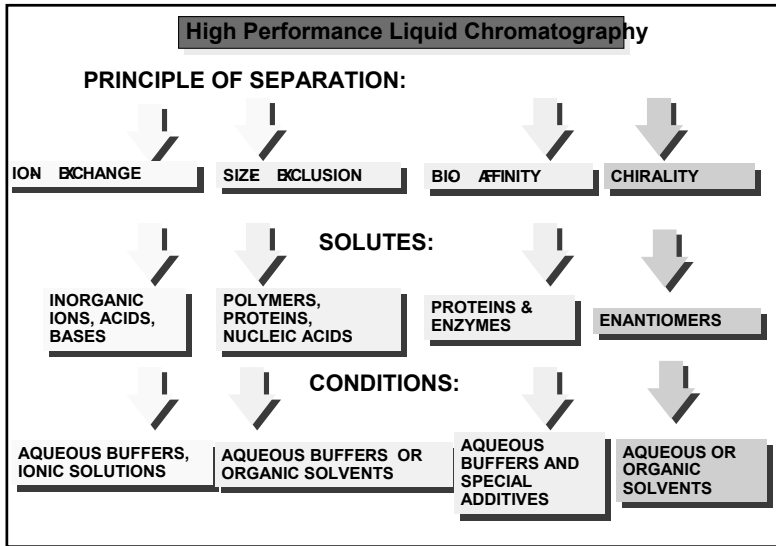 High Performance Liquid Chromatography
PRINCIPLE OF SEPARATION:
ION- EXCHANGE
SIZE EXCLUSION
BIO- AFFINITY
CHIRALITY
SOLUTES:
INORGANIC
IONS, ACIDS,
BASES
POLYMERS,
PROTEINS,
NUCLEIC ACIDS
PROTEINS &
ENZYMES
ENANTIOMERS
CONDITIONS:
AQUEOUS BUFFERS,
IONIC SOLUTIONS
AQUEOUS BUFFERS OR
ORGANIC SOLVENTS
AQUEOUS
BUFFERS AND
SPECIAL
ADDITIVES
AQUEOUS OR
ORGANIC
SOLVENTS